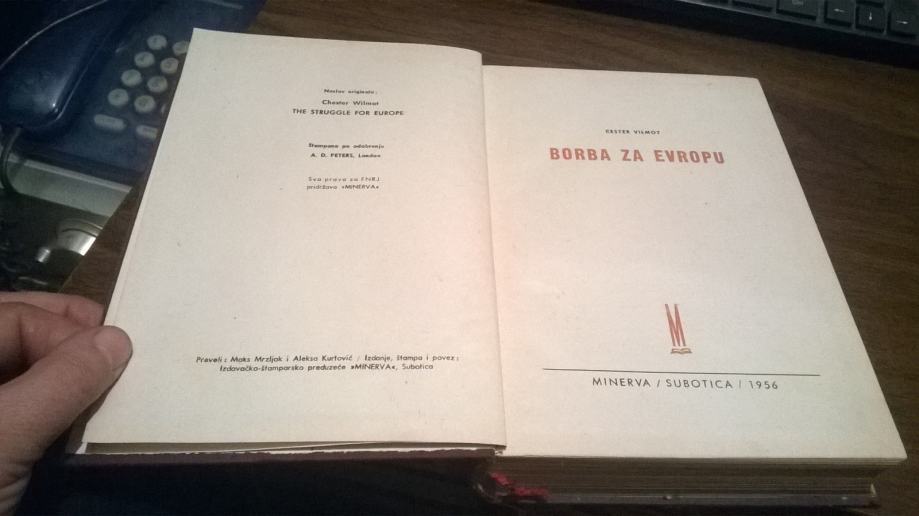 Naslov originala:
Chester Wilmot
THE STRUGGLE FOR EUROPE
Štampano po odobrenju
A. D. PETERS, London
Sva prava za FNRJ
pridržava »MINERVA«
Preveli: Maks Mrzljak i Aleksa Kurtović / Izdanje, štampa i povez:
Izdavačko-štamparsko preduzeće »MINERVA«, Subotica
ČESTER VILMOT
BORBA ZA EVROPU
M
MINERVA / SUBOTICA / 1956